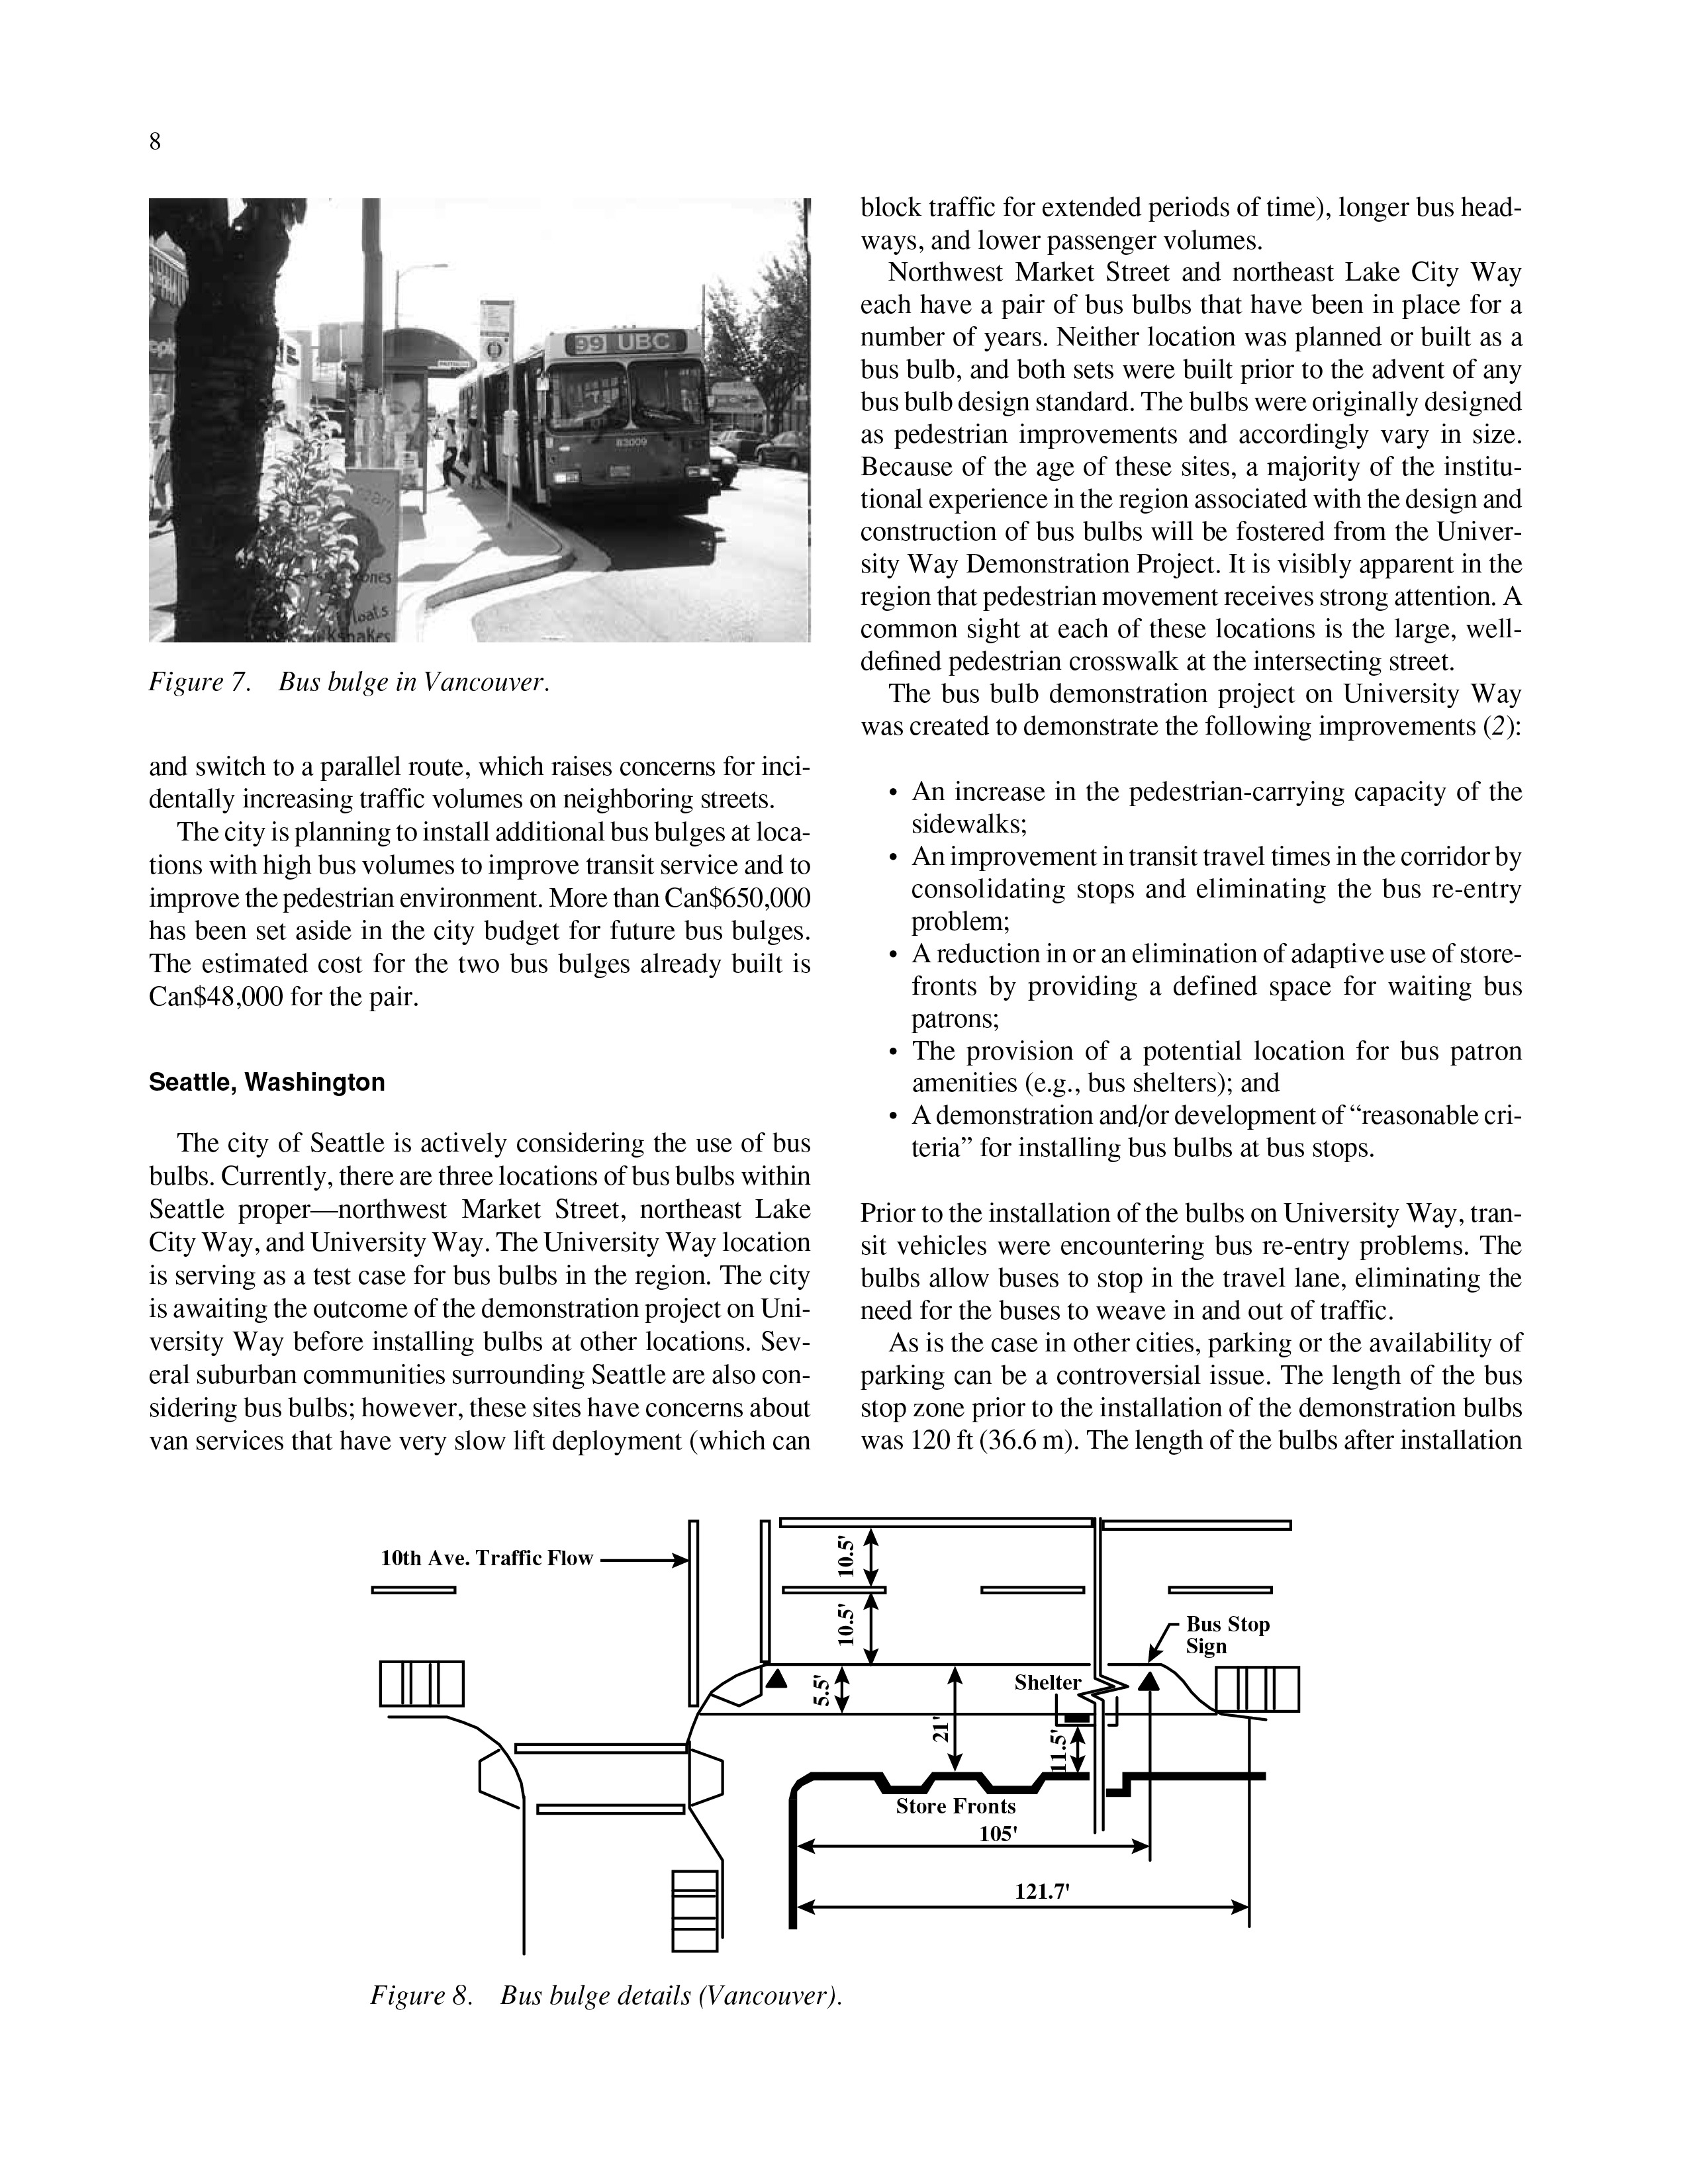 8
99 UBC
B3009
ones
loats
Figure 7. Bus bulge in Vancouver.
and switch to a parallel route, which raises concerns for inci-
dentally increasing traffic volumes on neighboring streets.
The city is planning to install additional bus bulges at loca-
tions with high bus volumes to improve transit service and to
improve the pedestrian environment. More than Can$650,000
has been set aside in the city budget for future bus bulges.
The estimated cost for the two bus bulges already built is
Can$48,000 for the pair.
Seattle, Washington
The city of Seattle is actively considering the use of bus
bulbs. Currently, there are three locations of bus bulbs within
Seattle proper—northwest Market Street, northeast Lake
City Way, and University Way. The University Way location
is serving as a test case for bus bulbs in the region. The city
is awaiting the outcome of the demonstration project on Uni-
versity Way before installing bulbs at other locations. Sev-
eral suburban communities surrounding Seattle are also con-
sidering bus bulbs; however, these sites have concerns about
van services that have very slow lift deployment (which can
block traffic for extended periods of time), longer bus head-
ways, and lower passenger volumes.
Northwest Market Street and northeast Lake City Way
each have a pair of bus bulbs that have been in place for a
number of years. Neither location was planned or built as a
bus bulb, and both sets were built prior to the advent of any
bus bulb design standard. The bulbs were originally designed
as pedestrian improvements and accordingly vary in size.
Because of the age of these sites, a majority of the institu-
tional experience in the region associated with the design and
construction of bus bulbs will be fostered from the Univer-
sity Way Demonstration Project. It is visibly apparent in the
region that pedestrian movement receives strong attention. A
common sight at each of these locations is the large, well-
defined pedestrian crosswalk at the intersecting street.
The bus bulb demonstration project on University Way
was created to demonstrate the following improvements (2):
• An increase in the pedestrian-carrying capacity of the
sidewalks;
• An improvement in transit travel times in the corridor by
consolidating stops and eliminating the bus re-entry
problem;
• A reduction in or an elimination of adaptive use of store-
fronts by providing a defined space for waiting bus
patrons;
• The provision of a potential location for bus patron
amenities (e.g., bus shelters); and
• A demonstration and/or development of “reasonable cri-
teria” for installing bus bulbs at bus stops.
Prior to the installation of the bulbs on University Way, tran-
sit vehicles were encountering bus re-entry problems. The
bulbs allow buses to stop in the travel lane, eliminating the
need for the buses to weave in and out of traffic.
As is the case in other cities, parking or the availability of
parking can be a controversial issue. The length of the bus
stop zone prior to the installation of the demonstration bulbs
was 120 ft (36.6 m). The length of the bulbs after installation
10th Ave. Traffic Flow
10.5'
10.5'
Bus Stop
Sign
5.5'
Shelter
21'
11.5'
Store Fronts
105'
121.7'
Figure 8. Bus bulge details (Vancouver).